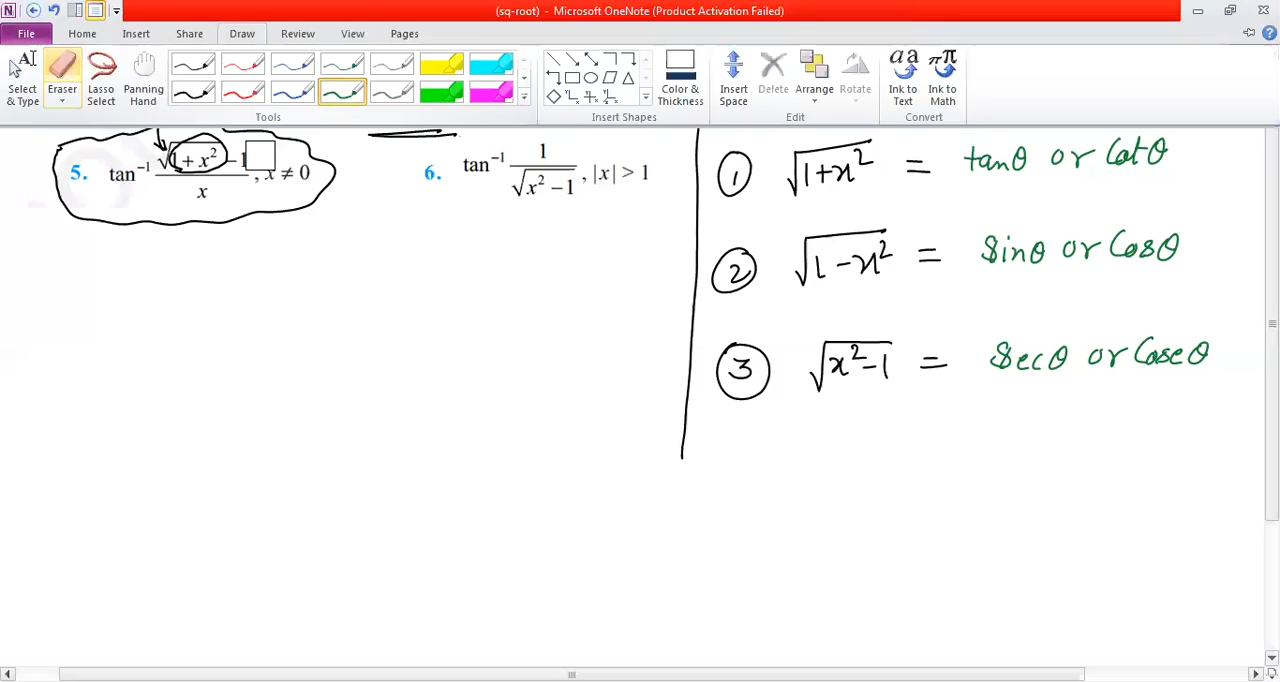 (sq-root) - Microsoft OneNote (Product Activation Failed)
File Home Insert Share Draw Review View Pages
Select & Type
Eraser
Lasso Select
Panning Hand
Color & Thickness
Insert Space
Delete
Arrange
Rotate
Ink to Text
Ink to Math
Tools
Insert Shapes
Edit
Convert
5. tan⁻¹ (√(1 + x²) − 1)/x, x ≠ 0
6. tan⁻¹ 1/√(x² − 1), |x| > 1
① √(1+x²) = tanθ or Cotθ
② √(1−x²) = Sinθ or Cosθ
③ √(x²−1) = Secθ or Cosecθ